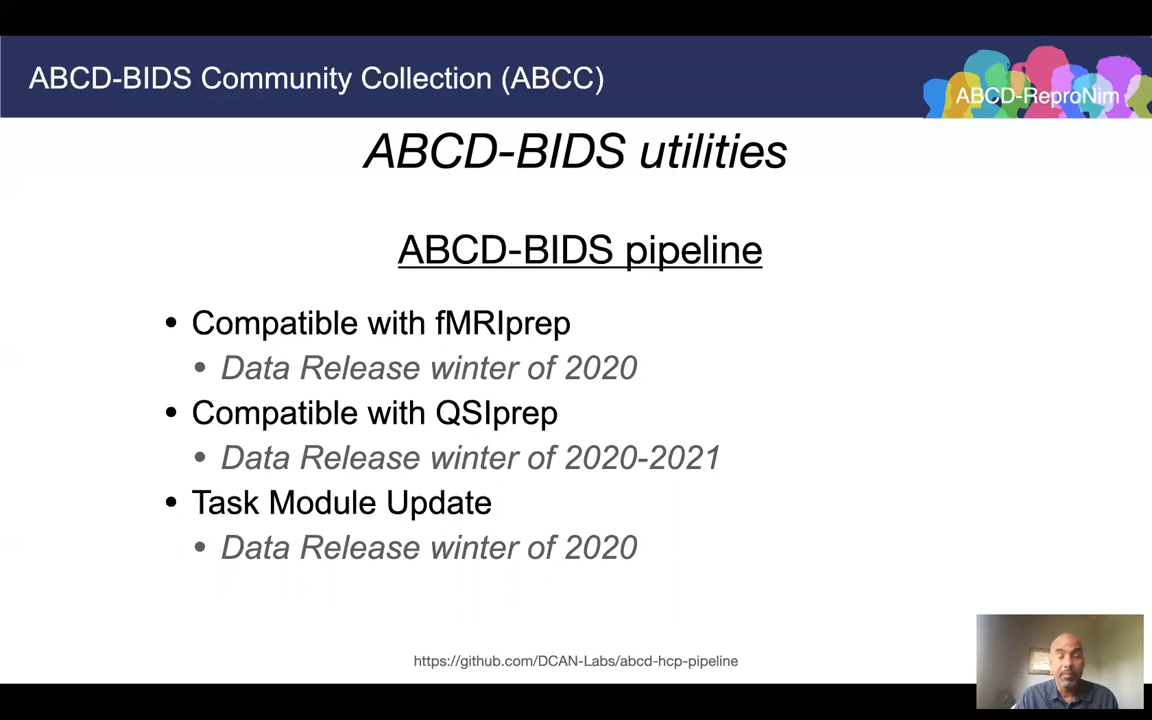 ABCD-BIDS Community Collection (ABCC)
ABCD-ReproNim
ABCD-BIDS utilities
ABCD-BIDS pipeline
• Compatible with fMRIprep
• Data Release winter of 2020
• Compatible with QSIprep
• Data Release winter of 2020-2021
• Task Module Update
• Data Release winter of 2020
https://github.com/DCAN-Labs/abcd-hcp-pipeline